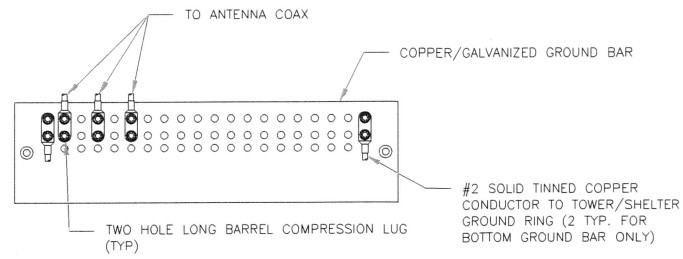 TO ANTENNA COAX
COPPER/GALVANIZED GROUND BAR
#2 SOLID TINNED COPPER
CONDUCTOR TO TOWER/SHELTER
GROUND RING (2 TYP. FOR
BOTTOM GROUND BAR ONLY)
TWO HOLE LONG BARREL COMPRESSION LUG
(TYP)